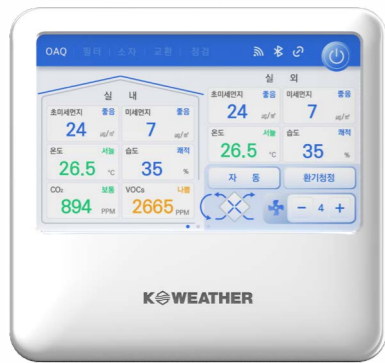 OAQ 필터 소자 교환 점검
실 내
초미세먼지 좋음 미세먼지 좋음
24 ㎍/㎥ 7 ㎍/㎥
온도 서늘 습도 쾌적
26.5 ℃ 35 %
CO₂ 보통 VOCs 나쁨
894 PPM 2665 PPM
실 외
초미세먼지 좋음 미세먼지 좋음
24 ㎍/㎥ 7 ㎍/㎥
온도 서늘 습도 쾌적
26.5 ℃ 35 %
자 동 환기청정
− 4 +
KWEATHER